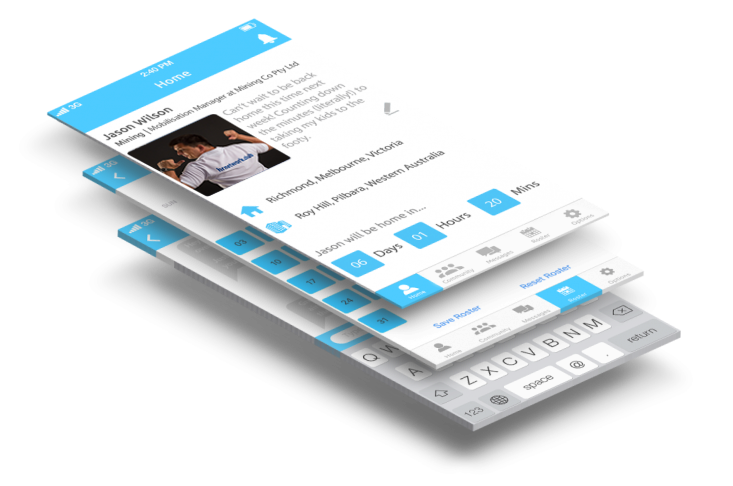 3G
2:40 PM
Home
Jason Wilson
Mining | Mobilisation Manager at Mining Co Pty Ltd
Can't wait to be back
home this time next
week! Counting down
the minutes (literally!) to
taking my kids to the
footy.
Richmond, Melbourne, Victoria
Roy Hill, Pilbara, Western Australia
Jason will be home in...
06 Days 01 Hours 20 Mins
Home Community Messages Roster Options
3G
03
10
17
24
31
Save Roster Reset Roster
Home Community Messages Roster Options
3G
Q W
A
Z X C V B N M
123 space @ . return